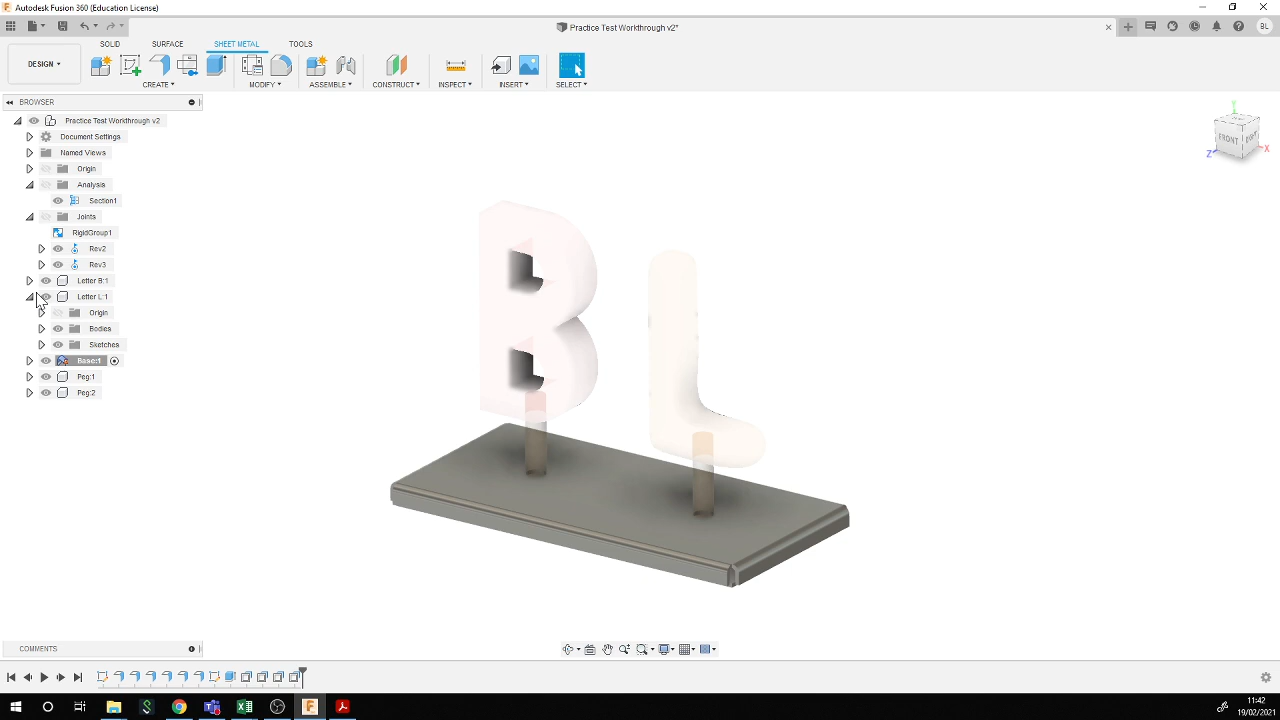 Autodesk Fusion 360 (Education License)
Practice Test Workthrough v2*
BL
DESIGN
SOLID SURFACE SHEET METAL TOOLS
CREATE MODIFY ASSEMBLE CONSTRUCT INSPECT INSERT SELECT
BROWSER
Practice Test Workthrough v2
Document Settings
Named Views
Origin
Analysis
Section1
Joints
RigidGroup1
Rev2
Rev3
Letter B:1
Letter L:1
Origin
Bodies
Sketches
Base:1
Peg:1
Peg:2
Y
FRONT RIGHT
Z X
B L
COMMENTS
11:42
19/02/2021